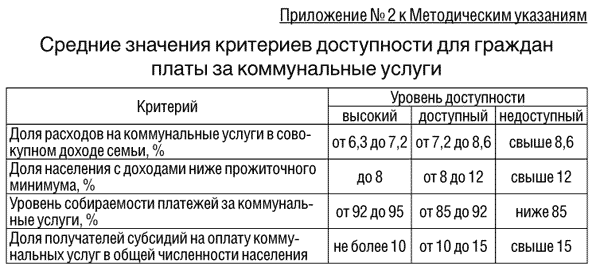 Приложение № 2 к Методическим указаниям
Средние значения критериев доступности для граждан
платы за коммунальные услуги
Критерий
Уровень доступности
высокий доступный недоступный
Доля расходов на коммунальные услуги в сово-
купном доходе семьи, %
от 6,3 до 7,2 от 7,2 до 8,6 свыше 8,6
Доля населения с доходами ниже прожиточного
минимума, %
до 8 от 8 до 12 свыше 12
Уровень собираемости платежей за коммуналь-
ные услуги, %
от 92 до 95 от 85 до 92 ниже 85
Доля получателей субсидий на оплату комму-
нальных услуг в общей численности населения
не более 10 от 10 до 15 свыше 15